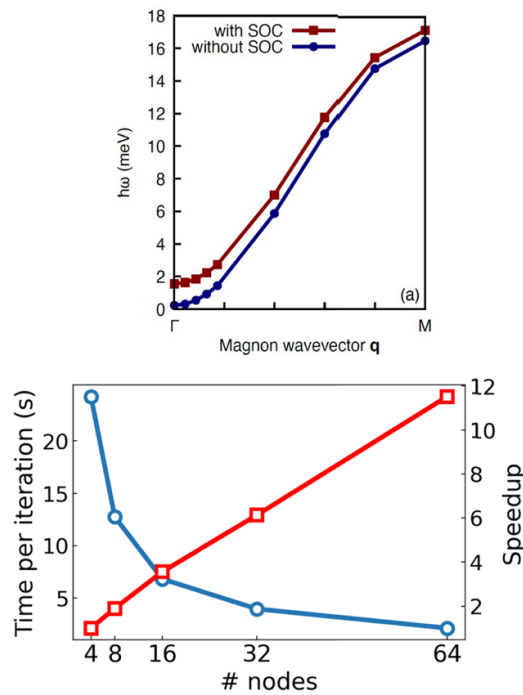 18
with SOC
16
without SOC
14
12
10
8
6
4
2
0
ħω (meV)
(a)
Γ
M
Magnon wavevector q
Time per iteration (s)
20
15
10
5
12
10
8
6
4
2
Speedup
4 8 16 32 64
# nodes